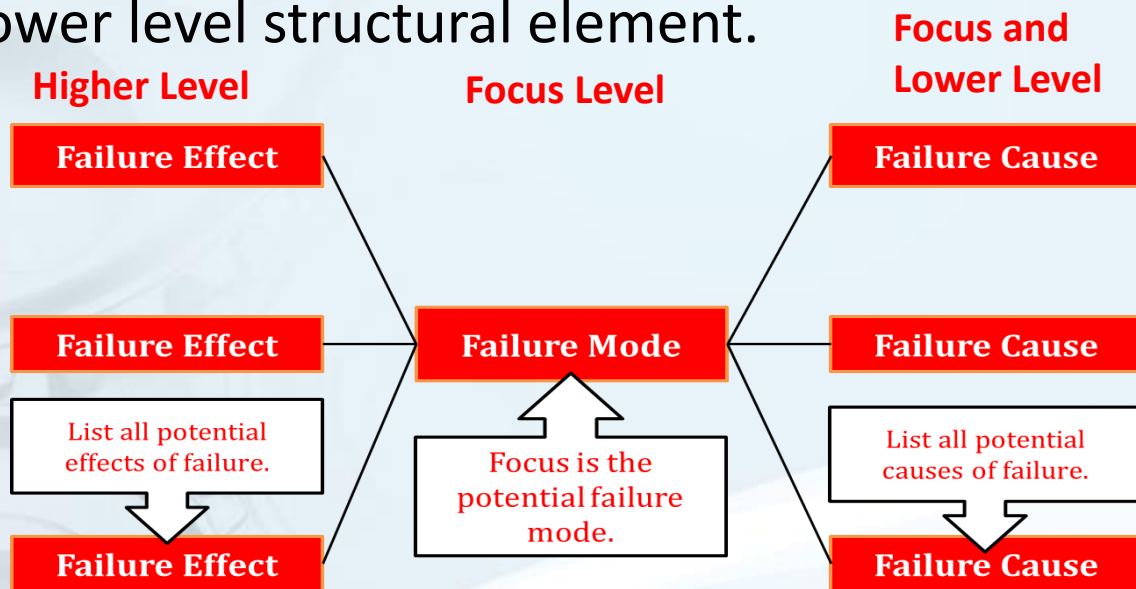 ower level structural element.
Higher Level
Focus Level
Focus and
Lower Level
Failure Effect
Failure Cause
Failure Effect
Failure Mode
Failure Cause
List all potential
effects of failure.
Focus is the
potential failure
mode.
List all potential
causes of failure.
Failure Effect
Failure Cause